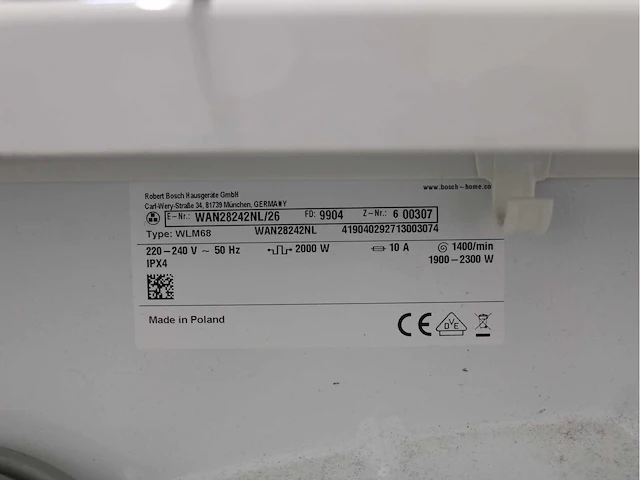 Robert Bosch Hausgeräte GmbH
www.bosch-home.co
Carl-Wery-Straße 34, 81739 München, GERMANY
E-Nr.: WAN28242NL/26 FD: 9904 Z-Nr.: 6 00307
Type: WLM68 WAN28242NL 419040292713003074
220-240 V ~ 50 Hz 2000 W 10 A 1400/min
IPX4 1900-2300 W
Made in Poland CE DVE